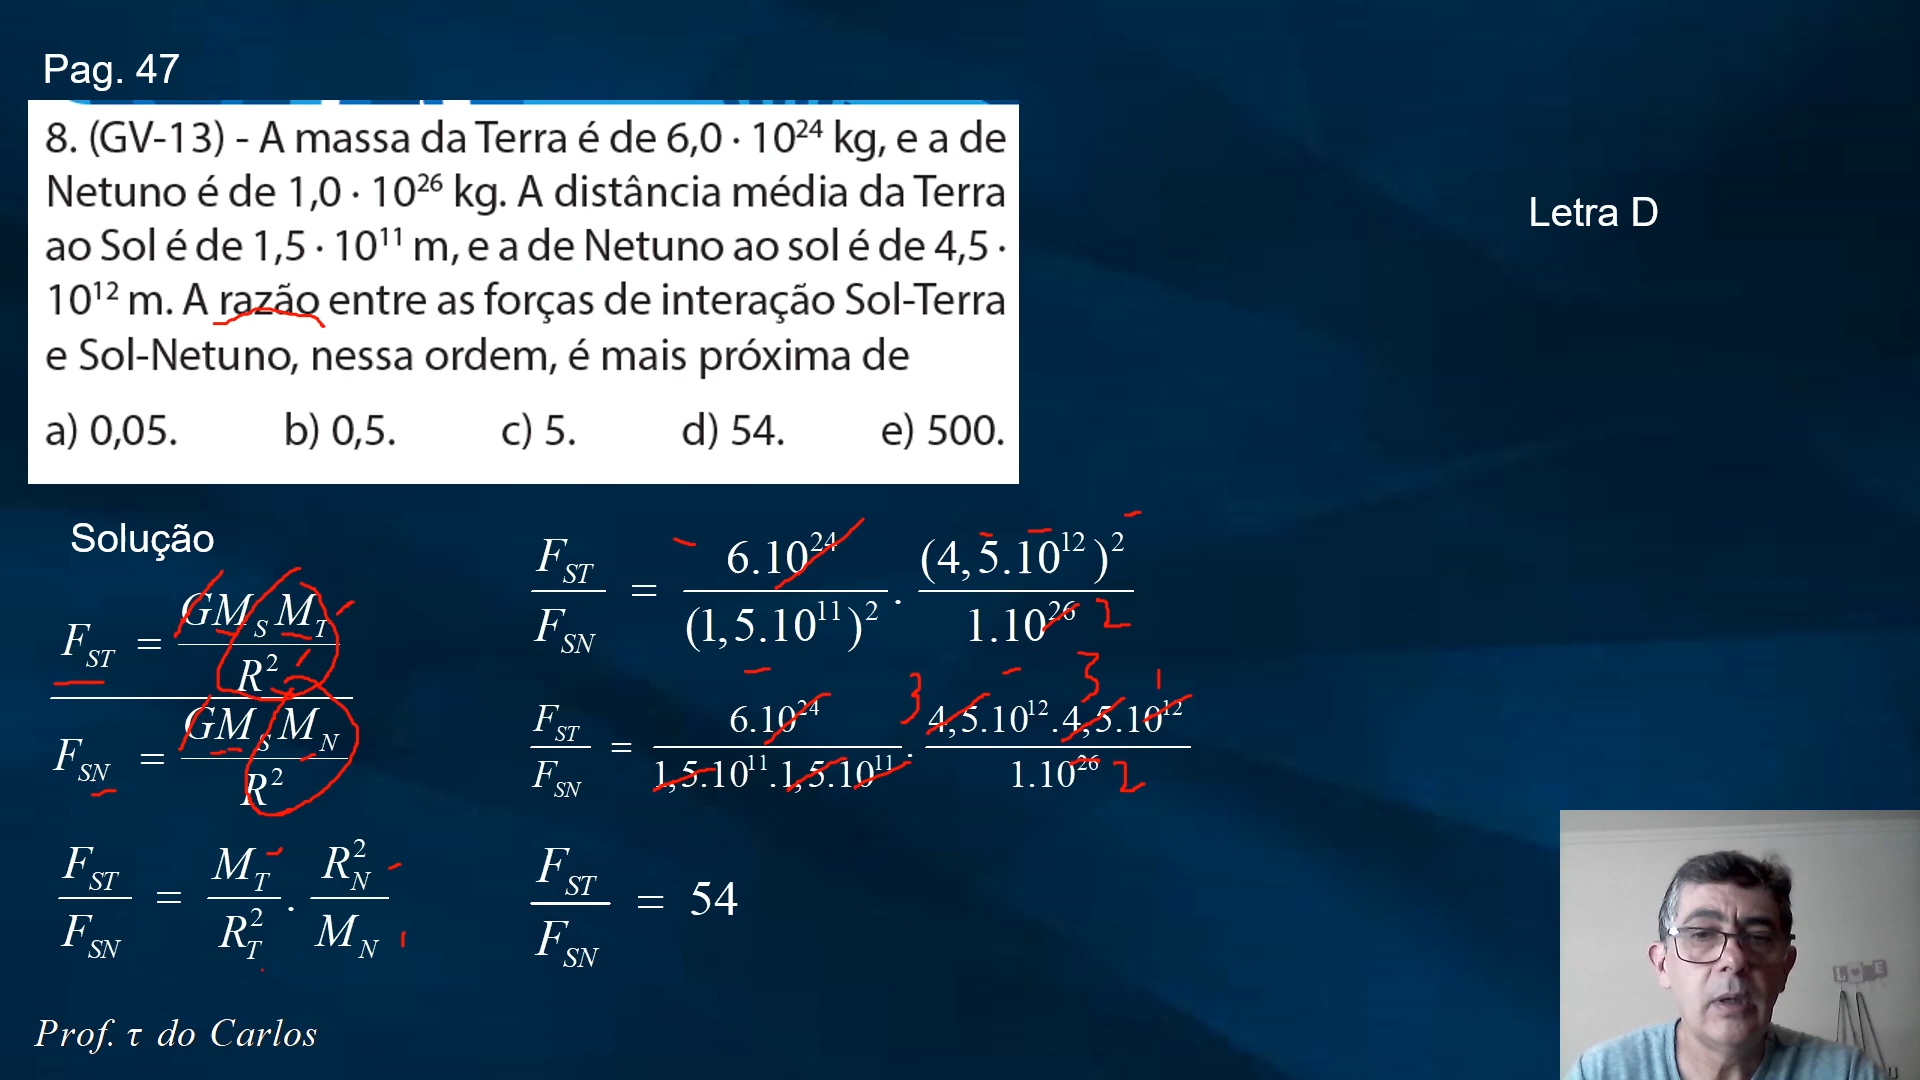 Pag. 47
8. (GV-13) - A massa da Terra é de 6,0 · 10²⁴ kg, e a de
Netuno é de 1,0 · 10²⁶ kg. A distância média da Terra
ao Sol é de 1,5 · 10¹¹ m, e a de Netuno ao sol é de 4,5 ·
10¹² m. A razão entre as forças de interação Sol-Terra
e Sol-Netuno, nessa ordem, é mais próxima de
a) 0,05. b) 0,5. c) 5. d) 54. e) 500.
Letra D
Solução
F_ST = GM_S M_T / R²
F_SN = GM_S M_N / R²
F_ST / F_SN = M_T / R_T² . R_N² / M_N
F_ST / F_SN = 6.10²⁴ / (1,5.10¹¹)² . (4,5.10¹²)² / 1.10²⁶ 2
F_ST / F_SN = 6.10²⁴ / 1,5.10¹¹.1,5.10¹¹ . 3 4,5.10¹².4,5.10¹² 3 1 / 1.10²⁶ 2
F_ST / F_SN = 54
Prof. τ do Carlos
L♥VE